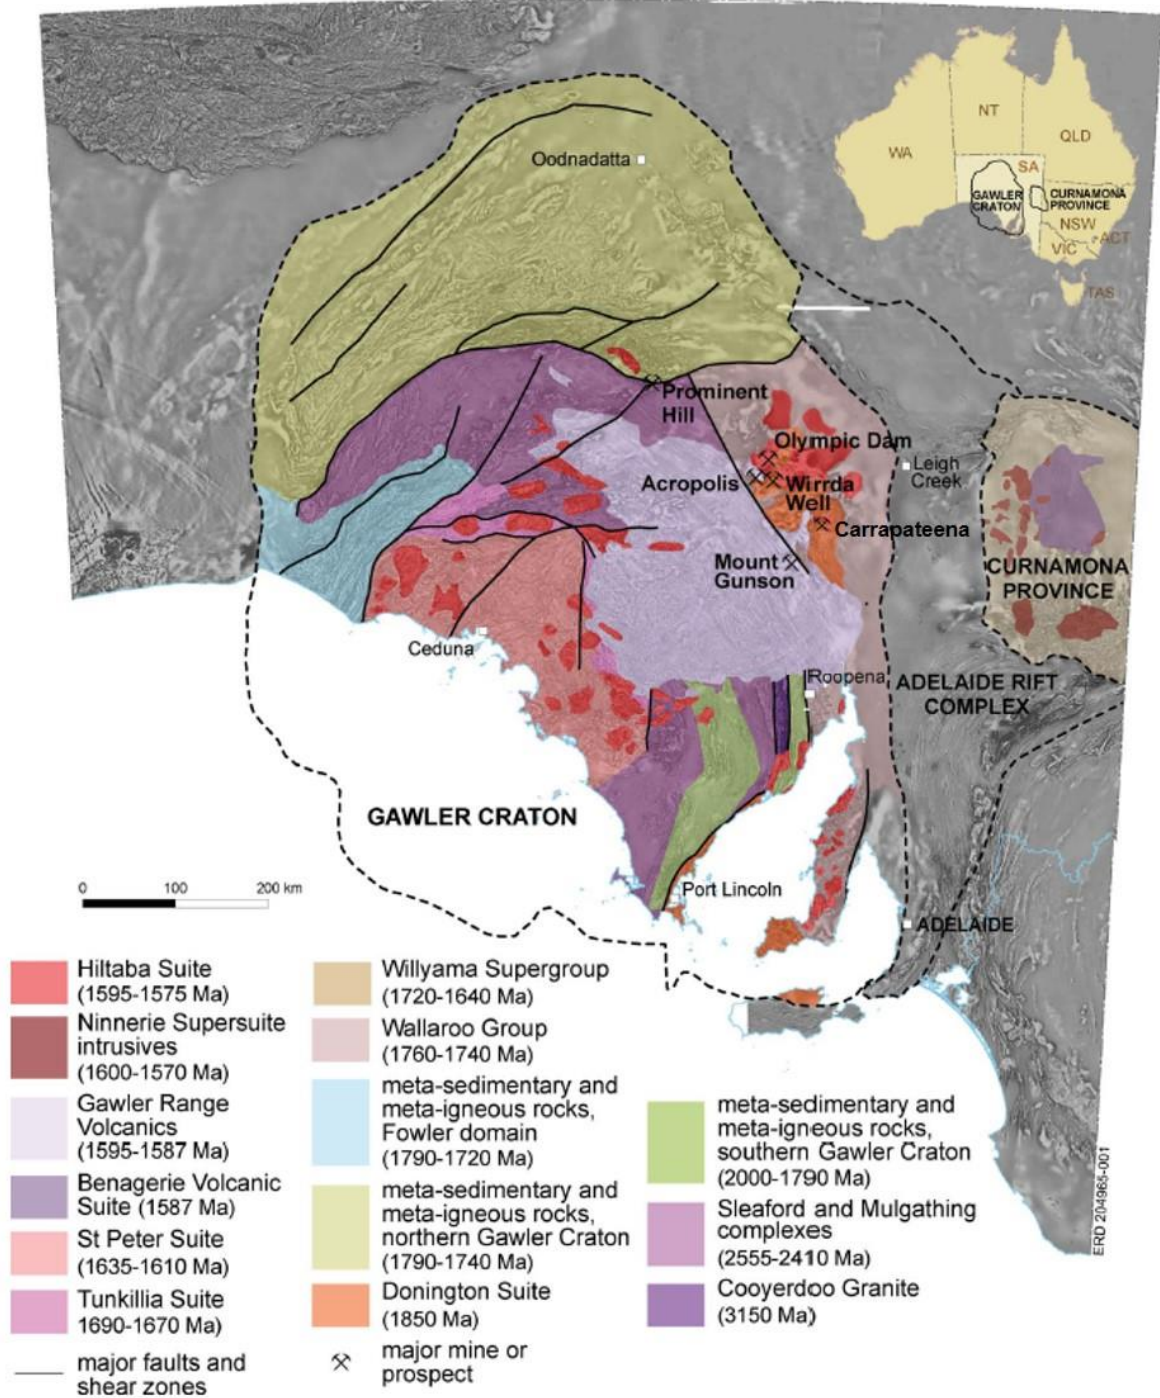 Oodnadatta
NT
QLD
WA
SA
GAWLER
CRATON
CURNAMONA
PROVINCE
NSW
ACT
VIC
TAS
Prominent
Hill
Olympic Dam
Acropolis
Wirrda
Well
Leigh
Creek
Carrapateena
Mount
Gunson
CURNAMONA
PROVINCE
Ceduna
Roopena
ADELAIDE RIFT
COMPLEX
GAWLER CRATON
0 100 200 km
Port Lincoln
ADELAIDE
Hiltaba Suite
(1595-1575 Ma)
Ninnerie Supersuite
intrusives
(1600-1570 Ma)
Gawler Range
Volcanics
(1595-1587 Ma)
Benagerie Volcanic
Suite (1587 Ma)
St Peter Suite
(1635-1610 Ma)
Tunkillia Suite
1690-1670 Ma)
major faults and
shear zones
Willyama Supergroup
(1720-1640 Ma)
Wallaroo Group
(1760-1740 Ma)
meta-sedimentary and
meta-igneous rocks,
Fowler domain
(1790-1720 Ma)
meta-sedimentary and
meta-igneous rocks,
northern Gawler Craton
(1790-1740 Ma)
Donington Suite
(1850 Ma)
major mine or
prospect
meta-sedimentary and
meta-igneous rocks,
southern Gawler Craton
(2000-1790 Ma)
Sleaford and Mulgathing
complexes
(2555-2410 Ma)
Cooyerdoo Granite
(3150 Ma)
ERD 204965-001